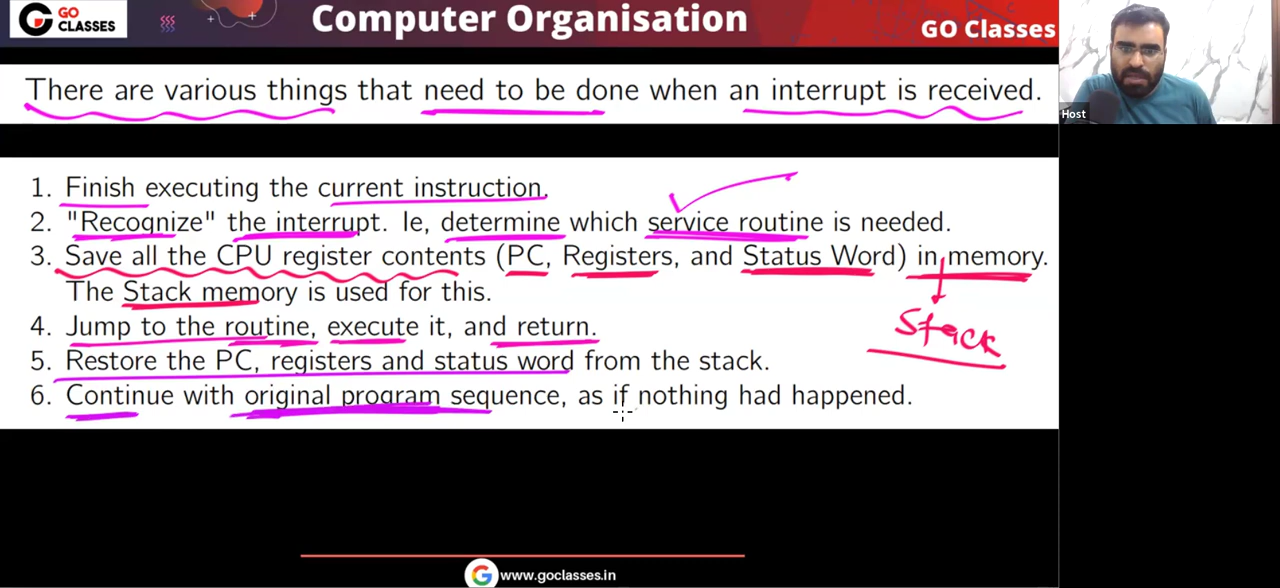 GO
CLASSES
Computer Organisation
GO Classes
There are various things that need to be done when an interrupt is received.
Host
1. Finish executing the current instruction.
2. "Recognize" the interrupt. Ie, determine which service routine is needed.
3. Save all the CPU register contents (PC, Registers, and Status Word) in memory.
The Stack memory is used for this.
4. Jump to the routine, execute it, and return.
Stack
5. Restore the PC, registers and status word from the stack.
6. Continue with original program sequence, as if nothing had happened.
G www.goclasses.in